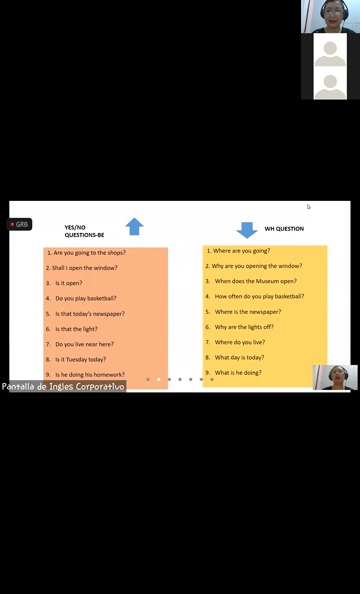 GRB
YES/NO
QUESTIONS-BE
1. Are you going to the shops?
2. Shall I open the window?
3. Is it open?
4. Do you play basketball?
5. Is that today's newspaper?
6. Is that the light?
7. Do you live near here?
8. Is it Tuesday today?
9. Is he doing his homework?
WH QUESTION
1. Where are you going?
2. Why are you opening the window?
3. When does the Museum open?
4. How often do you play basketball?
5. Where is the newspaper?
6. Why are the lights off?
7. Where do you live?
8. What day is today?
9. What is he doing?
Pantalla de Ingles Corporativo